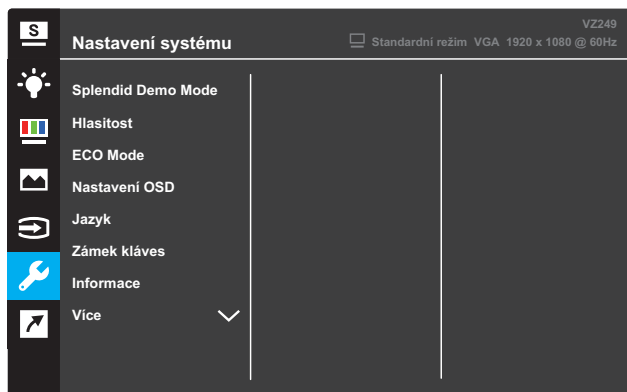 S
VZ249
Nastavení systému
Standardní režim VGA 1920 x 1080 @ 60Hz
Splendid Demo Mode
Hlasitost
ECO Mode
Nastavení OSD
Jazyk
Zámek kláves
Informace
Více